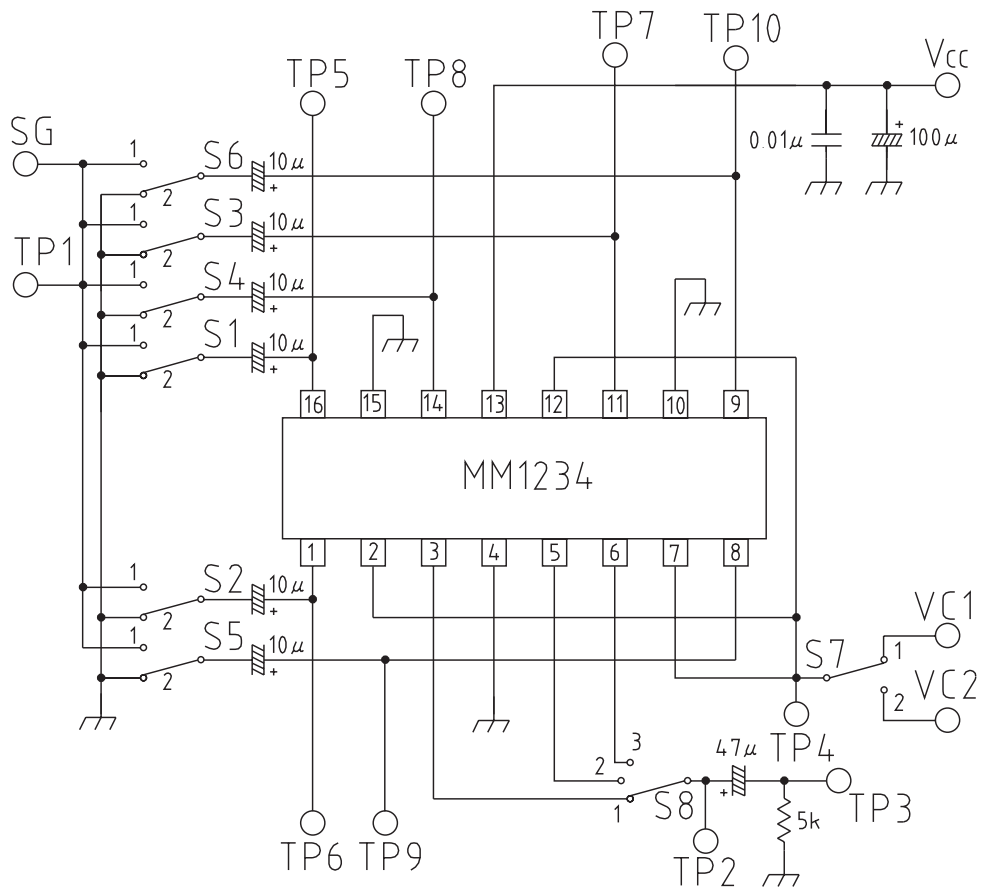 TP7 TP10
TP5 TP8 Vcc
SG
1 S6 10μ 0.01μ + 100μ
2 +
1 S3 10μ
TP1 2 +
1 S4 10μ
2 +
1 S1 10μ
2 +
16 15 14 13 12 11 10 9
MM1234
1 2 3 4 5 6 7 8
1 S2 10μ
2 +
VC1
1 S5 10μ
2 +
S7 1
2 VC2
TP4
3
2 47μ
1 S8 + TP3
5k
TP6 TP9 TP2